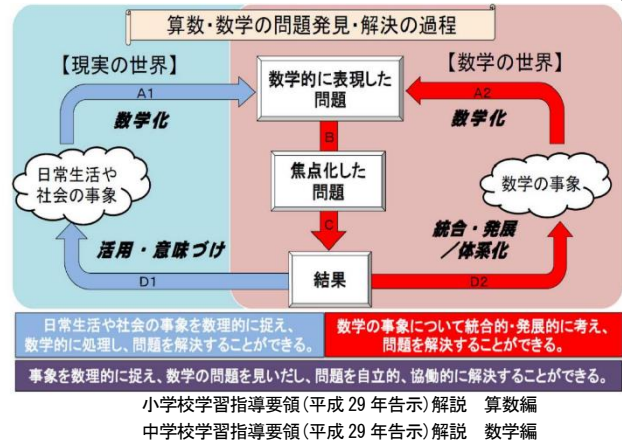 算数・数学の問題発見・解決の過程
【現実の世界】
【数学の世界】
A1
数学化
数学的に表現した
問題
A2
数学化
B
日常生活や
社会の事象
焦点化した
問題
数学の事象
C
活用・意味づけ
D1
結果
統合・発展
/体系化
D2
日常生活や社会の事象を数理的に捉え、
数学的に処理し、問題を解決することができる。
数学の事象について統合的・発展的に考え、
問題を解決することができる。
事象を数理的に捉え、数学の問題を見いだし、問題を自立的、協働的に解決することができる。
小学校学習指導要領(平成29年告示)解説 算数編
中学校学習指導要領(平成29年告示)解説 数学編